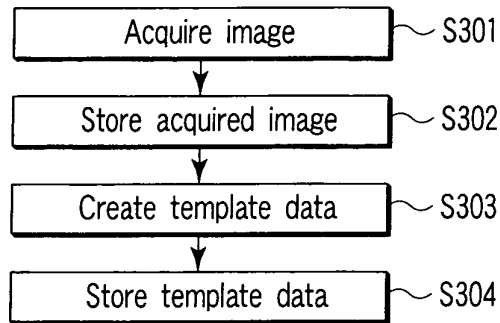 Acquire image S301
Store acquired image S302
Create template data S303
Store template data S304